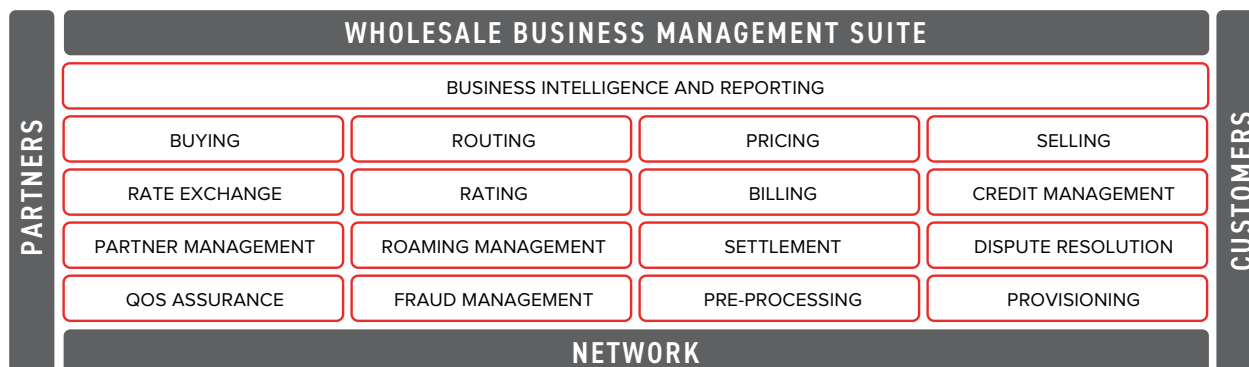 WHOLESALE BUSINESS MANAGEMENT SUITE
PARTNERS
BUSINESS INTELLIGENCE AND REPORTING
BUYING
ROUTING
PRICING
SELLING
RATE EXCHANGE
RATING
BILLING
CREDIT MANAGEMENT
PARTNER MANAGEMENT
ROAMING MANAGEMENT
SETTLEMENT
DISPUTE RESOLUTION
QOS ASSURANCE
FRAUD MANAGEMENT
PRE-PROCESSING
PROVISIONING
CUSTOMERS
NETWORK